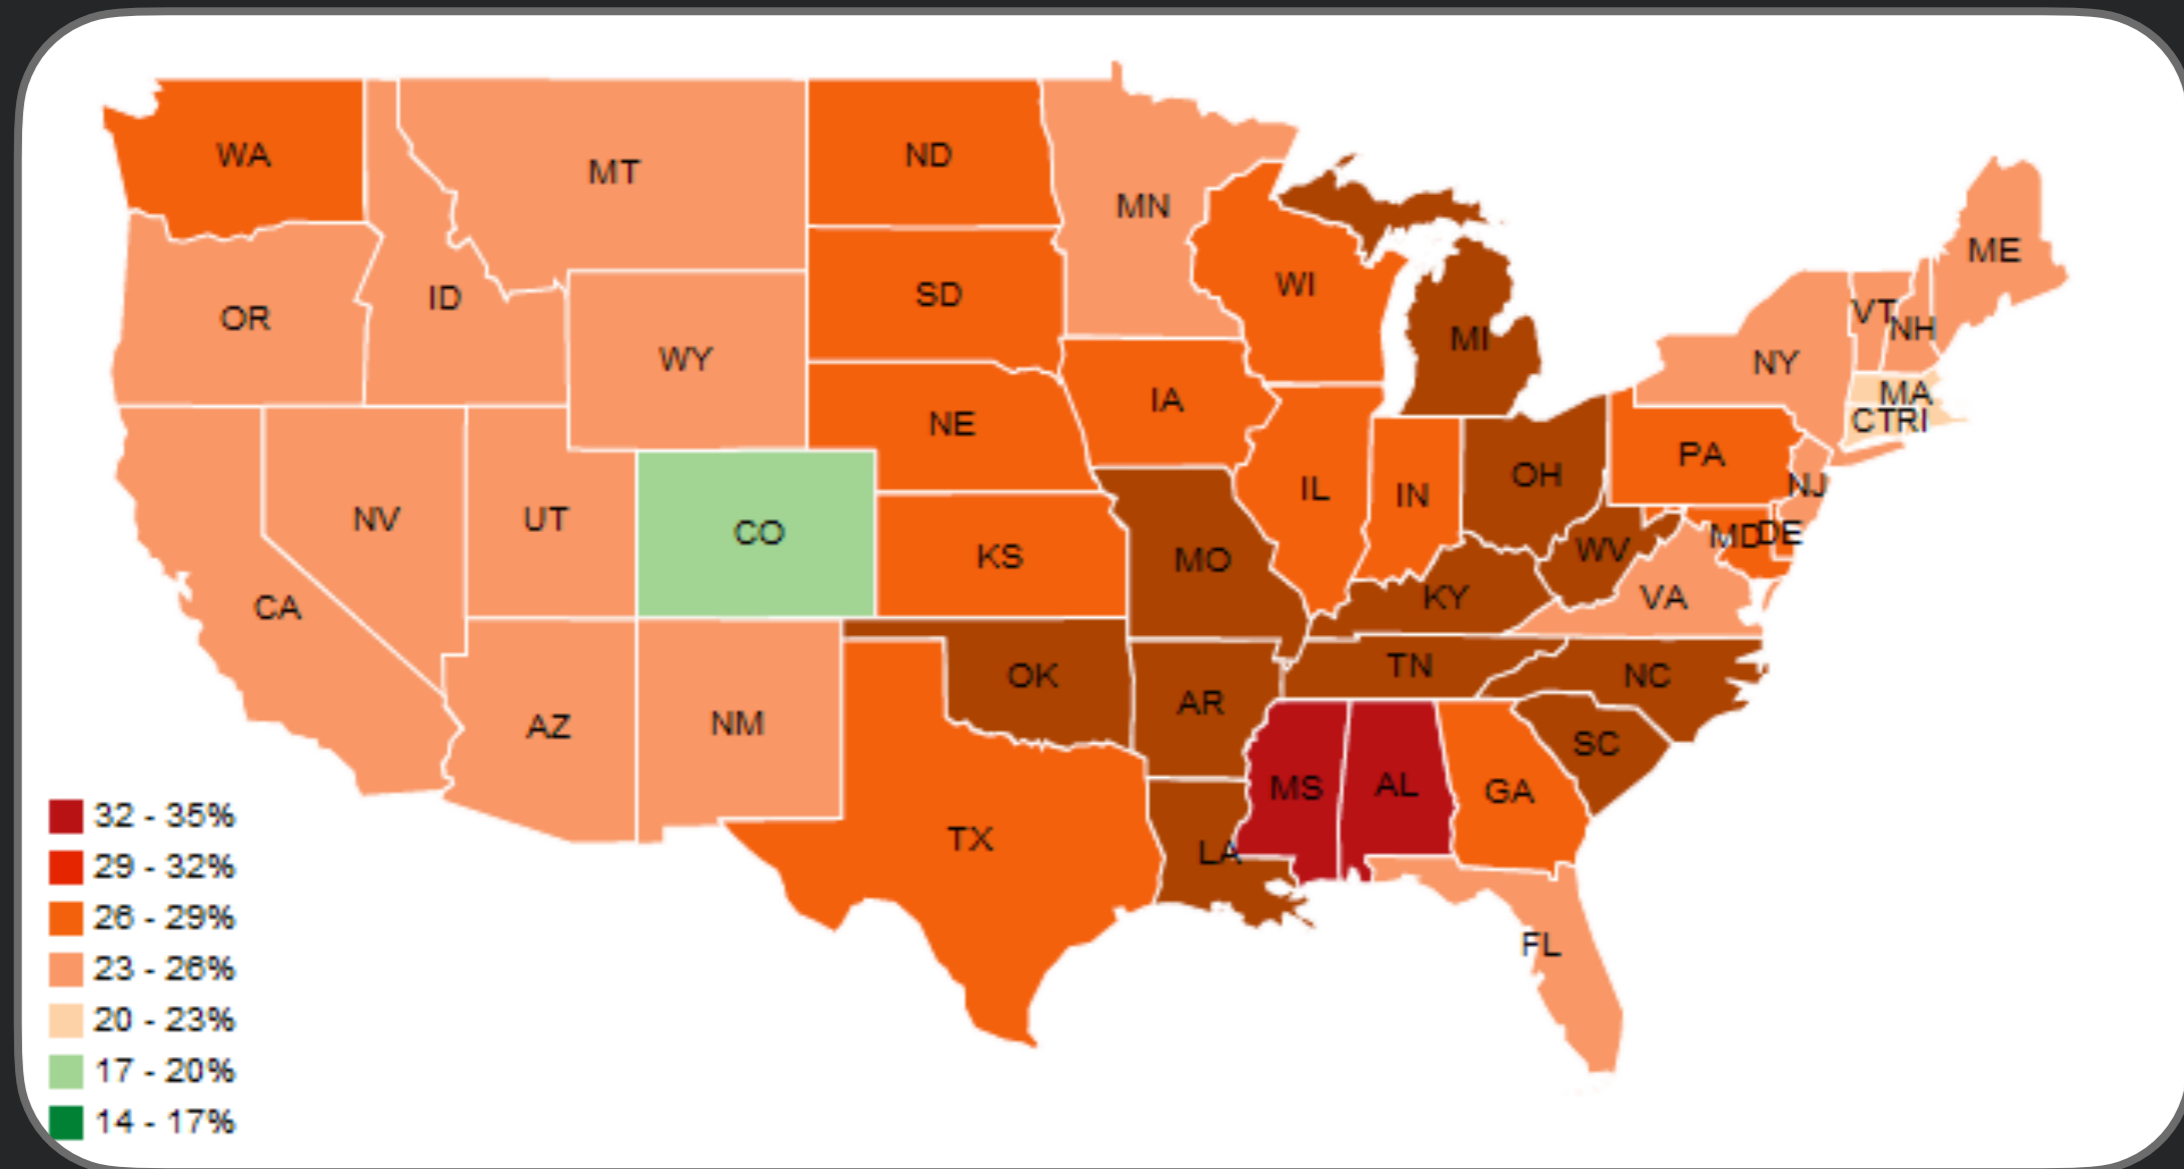 WA
MT
ND
MN
ME
OR
ID
SD
WI
VT
NH
MI
WY
NY
NE
IA
MA
CTRI
PA
OH
NJ
NV
UT
CO
KS
IL
IN
MO
WV
MD
DE
CA
KY
VA
OK
TN
NC
AZ
NM
AR
SC
TX
MS
AL
GA
LA
FL
32 - 35%
29 - 32%
26 - 29%
23 - 26%
20 - 23%
17 - 20%
14 - 17%